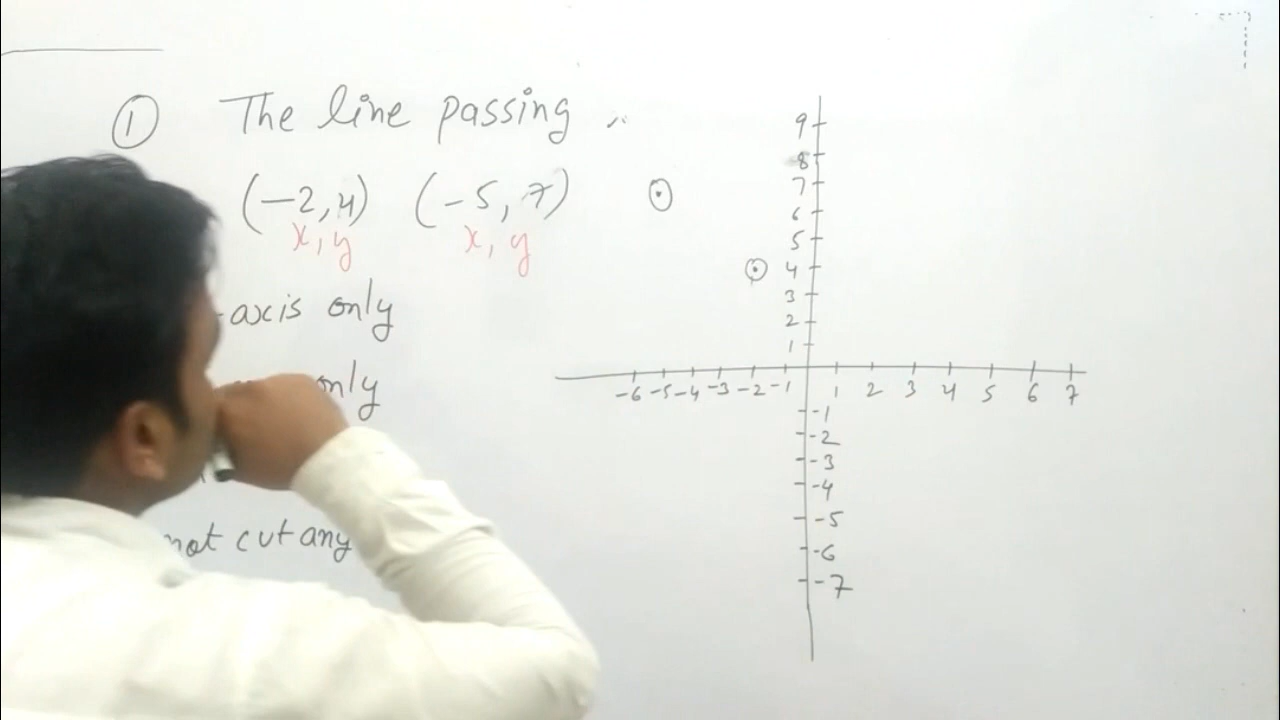 ① The line passing
(-2,4) (-5,7)
x, y x, y
-axis only
only
not cut any
9
8
7
6
5
4
3
2
1
-6 -5 -4 -3 -2 -1 1 2 3 4 5 6 7
-1
-2
-3
-4
-5
-6
-7